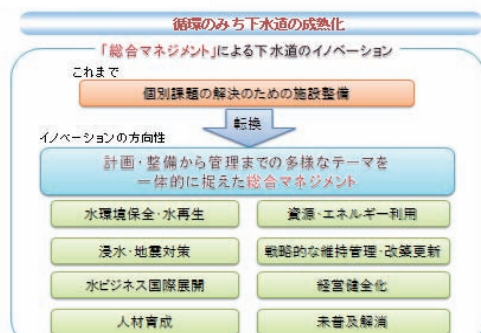 循環のみち下水道の成熟化
「総合マネジメント」による下水道のイノベーション
これまで
個別課題の解決のための施設整備
転換
イノベーションの方向性
計画・整備から管理までの多様なテーマを
一体的に捉えた総合マネジメント
水環境保全・水再生
資源・エネルギー利用
浸水・地震対策
戦略的な維持管理・改築更新
水ビジネス国際展開
経営健全化
人材育成
未普及解消